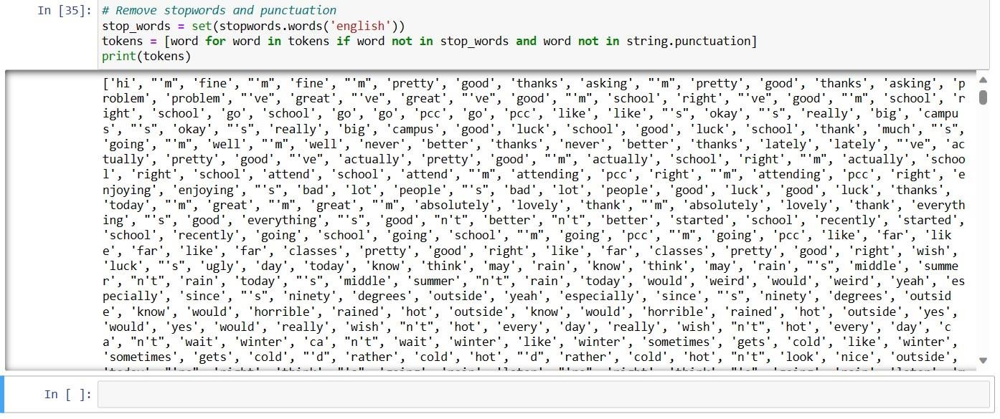 In [35]: # Remove stopwords and punctuation
stop_words = set(stopwords.words('english'))
tokens = [word for word in tokens if word not in stop_words and word not in string.punctuation]
print(tokens)
['hi', "'m", 'fine', "'m", 'fine', "'m", 'pretty', 'good', 'thanks', 'asking', "'m", 'pretty', 'good', 'thanks', 'asking', 'p
roblem', 'problem', "'ve", 'great', "'ve", 'great', "'ve", 'good', "'m", 'school', 'right', "'ve", 'good', "'m", 'school', 'r
ight', 'school', 'go', 'school', 'go', 'go', 'pcc', 'go', 'pcc', 'like', 'like', "'s", 'okay', "'s", 'really', 'big', 'campu
s', "'s", 'okay', "'s", 'really', 'big', 'campus', 'good', 'luck', 'school', 'good', 'luck', 'school', 'thank', 'much', "'s",
'going', "'m", 'well', "'m", 'well', 'never', 'better', 'thanks', 'never', 'better', 'thanks', 'lately', 'lately', "'ve", 'ac
tually', 'pretty', 'good', "'ve", 'actually', 'pretty', 'good', "'m", 'actually', 'school', 'right', "'m", 'actually', 'schoo
l', 'right', 'school', 'attend', 'school', 'attend', "'m", 'attending', 'pcc', 'right', "'m", 'attending', 'pcc', 'right', 'e
njoying', 'enjoying', "'s", 'bad', 'lot', 'people', "'s", 'bad', 'lot', 'people', 'good', 'luck', 'good', 'luck', 'thanks',
'today', "'m", 'great', "'m", 'great', "'m", 'absolutely', 'lovely', 'thank', "'m", 'absolutely', 'lovely', 'thank', 'everyth
ing', "'s", 'good', 'everything', "'s", 'good', "n't", 'better', "n't", 'better', 'started', 'school', 'recently', 'started',
'school', 'recently', 'going', 'school', 'going', 'school', "'m", 'going', 'pcc', "'m", 'going', 'pcc', 'like', 'far', 'lik
e', 'far', 'like', 'far', 'classes', 'pretty', 'good', 'right', 'like', 'far', 'classes', 'pretty', 'good', 'right', 'wish',
'luck', "'s", 'ugly', 'day', 'today', 'know', 'think', 'may', 'rain', 'know', 'think', 'may', 'rain', "'s", 'middle', 'summe
r', "n't", 'rain', 'today', "'s", 'middle', 'summer', "n't", 'rain', 'today', 'would', 'weird', 'would', 'weird', 'yeah', 'es
pecially', 'since', "'s", 'ninety', 'degrees', 'outside', 'yeah', 'especially', 'since', "'s", 'ninety', 'degrees', 'outsid
e', 'know', 'would', 'horrible', 'rained', 'hot', 'outside', 'know', 'would', 'horrible', 'rained', 'hot', 'outside', 'yes',
'would', 'yes', 'would', 'really', 'wish', "n't", 'hot', 'every', 'day', 'really', 'wish', "n't", 'hot', 'every', 'day', 'c
a', "n't", 'wait', 'winter', 'ca', "n't", 'wait', 'winter', 'like', 'winter', 'sometimes', 'gets', 'cold', 'like', 'winter',
'sometimes', 'gets', 'cold', "'d", 'rather', 'cold', 'hot', "'d", 'rather', 'cold', 'hot', "n't", 'look', 'nice', 'outside',
In [ ]: